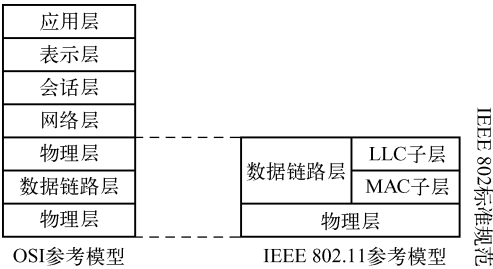 应用层
表示层
会话层
网络层
物理层
数据链路层
物理层
OSI参考模型
数据链路层
LLC子层
MAC子层
物理层
IEEE 802.11参考模型
IEEE 802标准规范